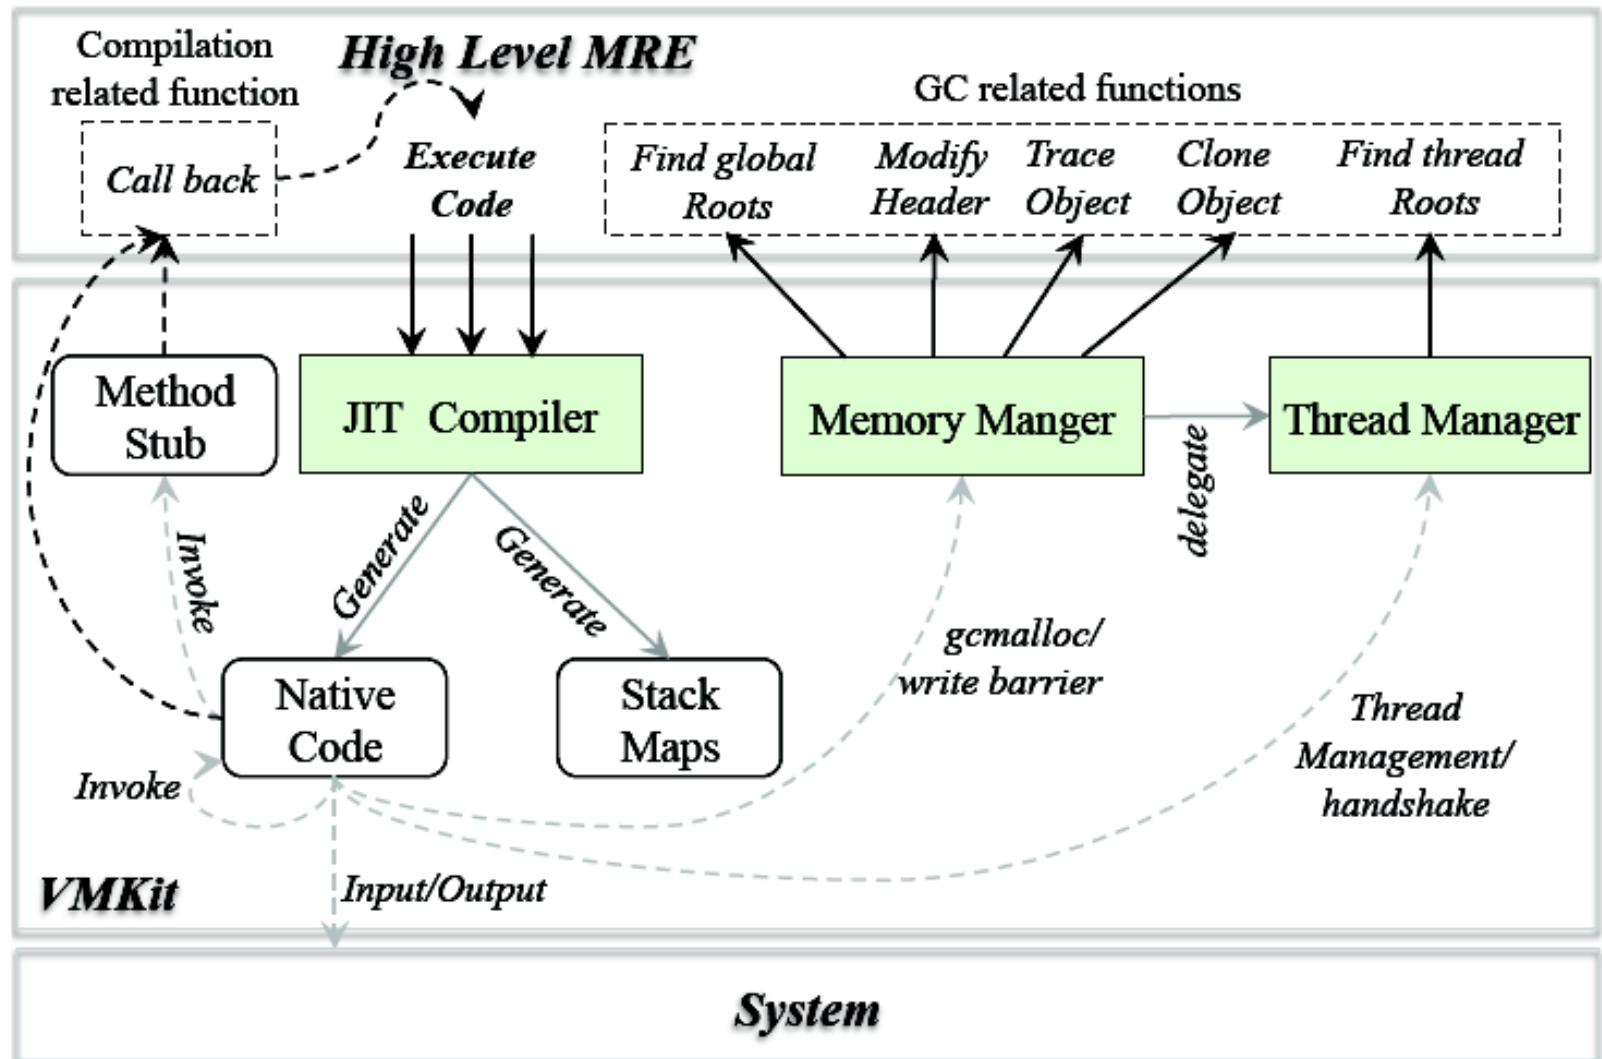 Compilation
related function
High Level MRE
GC related functions
Call back
Execute
Code
Find global
Roots
Modify
Header
Trace
Object
Clone
Object
Find thread
Roots
Method
Stub
JIT Compiler
Memory Manger
delegate
Thread Manager
Invoke
Generate
Generate
gcmalloc/
write barrier
Native
Code
Stack
Maps
Thread
Management/
handshake
Invoke
VMKit
Input/Output
System